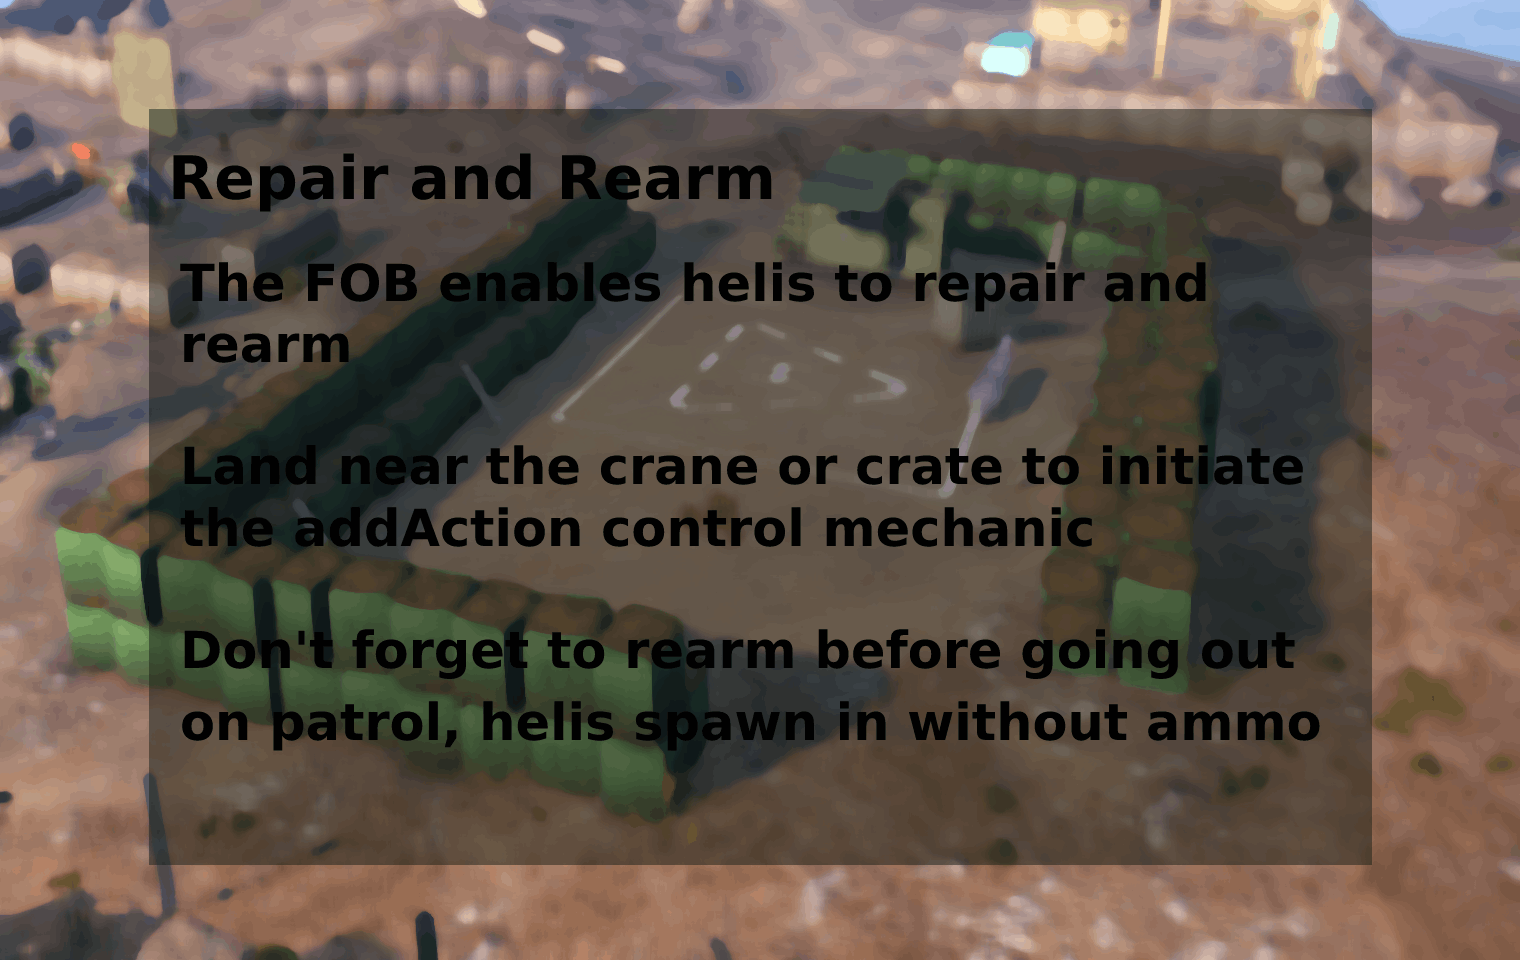 Repair and Rearm
The FOB enables helis to repair and
rearm
Land near the crane or crate to initiate
the addAction control mechanic
Don't forget to rearm before going out
on patrol, helis spawn in without ammo